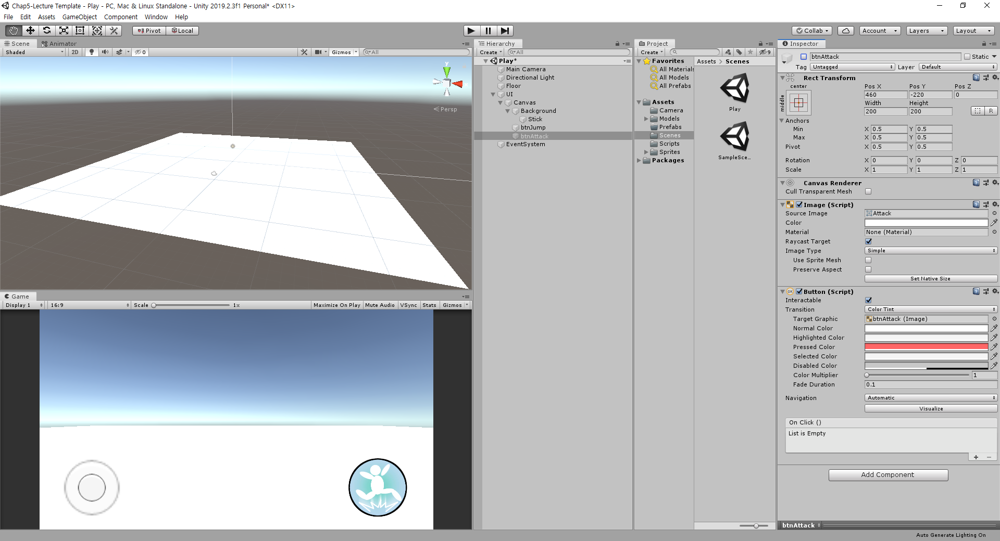 Chap5-Lecture Template - Play - PC, Mac & Linux Standalone - Unity 2019.2.3f1 Personal* <DX11>
File Edit Assets GameObject Component Window Help
Pivot Local Collab Account Layers Layout
Scene Animator
Shaded 2D 0 Gizmos All
y
Persp
Game
Display 1 16:9 Scale 1x Maximize On Play Mute Audio VSync Stats Gizmos
Hierarchy
Create All
Play*
Main Camera
Directional Light
Floor
UI
Canvas
Background
Stick
btnJump
btnAttack
EventSystem
Project
Create 9
Favorites
All Materials
All Models
All Prefabs
Assets
Camera
Models
Prefabs
Scenes
Scripts
Sprites
Packages
Assets > Scenes
Play
SampleSce...
Inspector
btnAttack Static
Tag Untagged Layer Default
Rect Transform
center Pos X Pos Y Pos Z
middle 460 -220 0
Width Height
200 200 R
Anchors
Min X 0.5 Y 0.5
Max X 0.5 Y 0.5
Pivot X 0.5 Y 0.5
Rotation X 0 Y 0 Z 0
Scale X 1 Y 1 Z 1
Canvas Renderer
Cull Transparent Mesh
Image (Script)
Source Image Attack
Color
Material None (Material)
Raycast Target
Image Type Simple
Use Sprite Mesh
Preserve Aspect
Set Native Size
OK Button (Script)
Interactable
Transition Color Tint
Target Graphic btnAttack (Image)
Normal Color
Highlighted Color
Pressed Color
Selected Color
Disabled Color
Color Multiplier 1
Fade Duration 0.1
Navigation Automatic
Visualize
On Click ()
List is Empty
+ −
Add Component
btnAttack
Auto Generate Lighting On